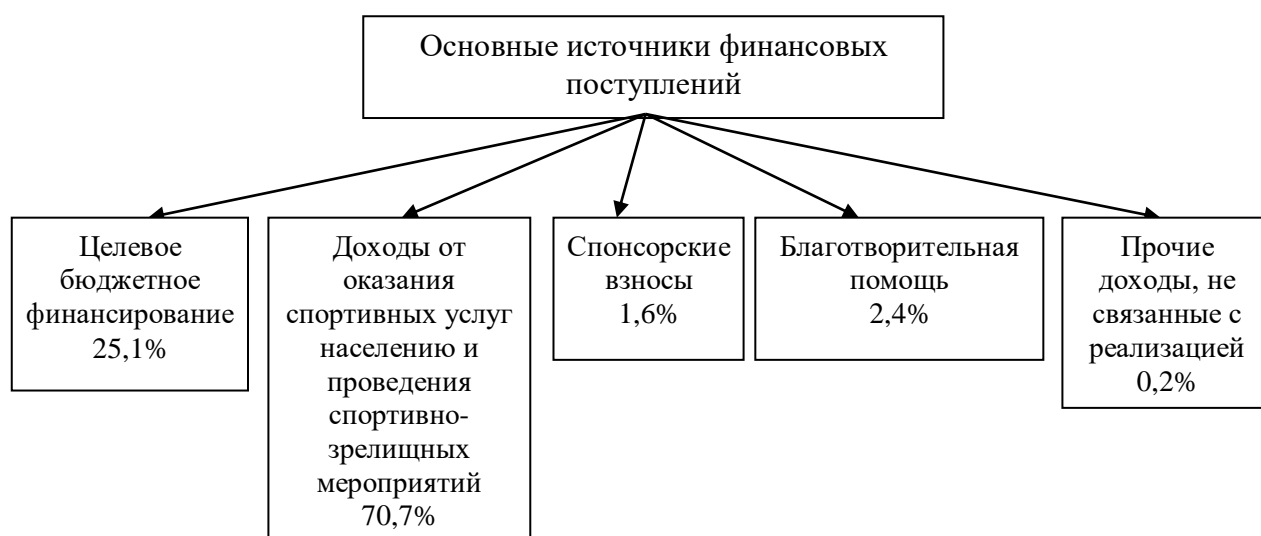 Основные источники финансовых
поступлений
Целевое
бюджетное
финансирование
25,1%
Доходы от
оказания
спортивных услуг
населению и
проведения
спортивно-
зрелищных
мероприятий
70,7%
Спонсорские
взносы
1,6%
Благотворительная
помощь
2,4%
Прочие
доходы, не
связанные с
реализацией
0,2%